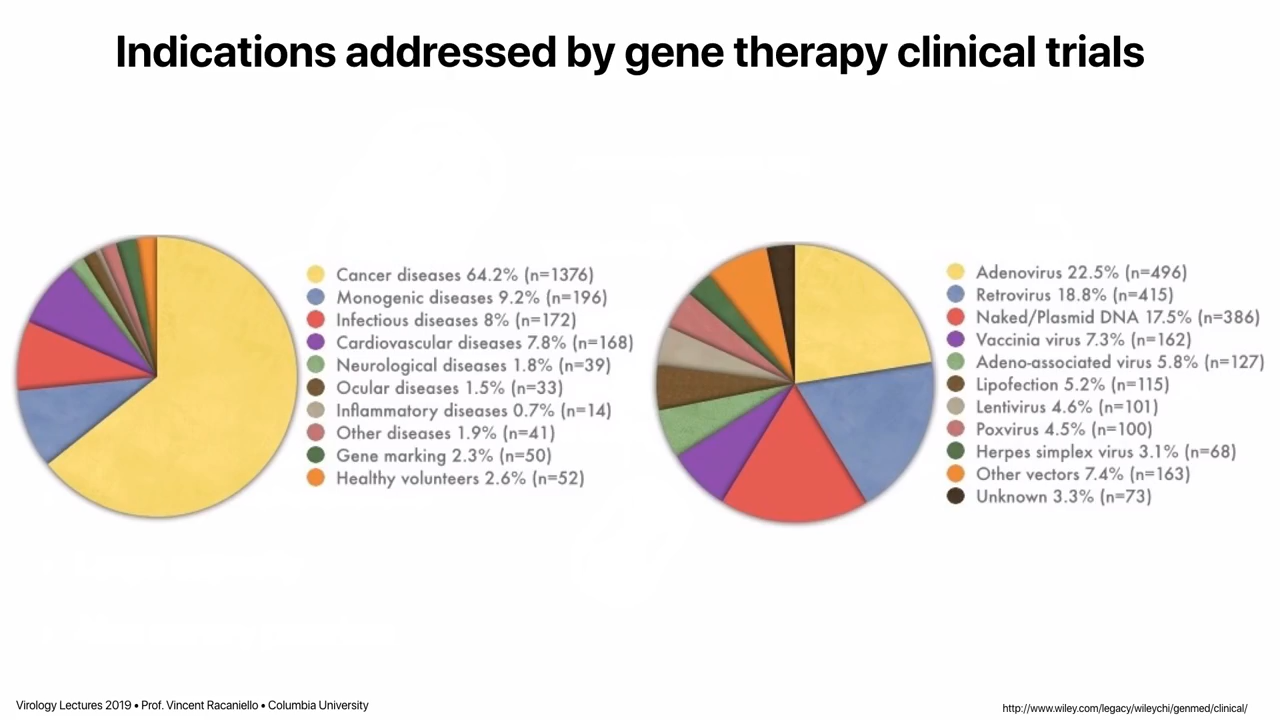 Indications addressed by gene therapy clinical trials
Cancer diseases 64.2% (n=1376)
Monogenic diseases 9.2% (n=196)
Infectious diseases 8% (n=172)
Cardiovascular diseases 7.8% (n=168)
Neurological diseases 1.8% (n=39)
Ocular diseases 1.5% (n=33)
Inflammatory diseases 0.7% (n=14)
Other diseases 1.9% (n=41)
Gene marking 2.3% (n=50)
Healthy volunteers 2.6% (n=52)
Adenovirus 22.5% (n=496)
Retrovirus 18.8% (n=415)
Naked/Plasmid DNA 17.5% (n=386)
Vaccinia virus 7.3% (n=162)
Adeno-associated virus 5.8% (n=127)
Lipofection 5.2% (n=115)
Lentivirus 4.6% (n=101)
Poxvirus 4.5% (n=100)
Herpes simplex virus 3.1% (n=68)
Other vectors 7.4% (n=163)
Unknown 3.3% (n=73)
Virology Lectures 2019 • Prof. Vincent Racaniello • Columbia University
http://www.wiley.com/legacy/wileychi/genmed/clinical/